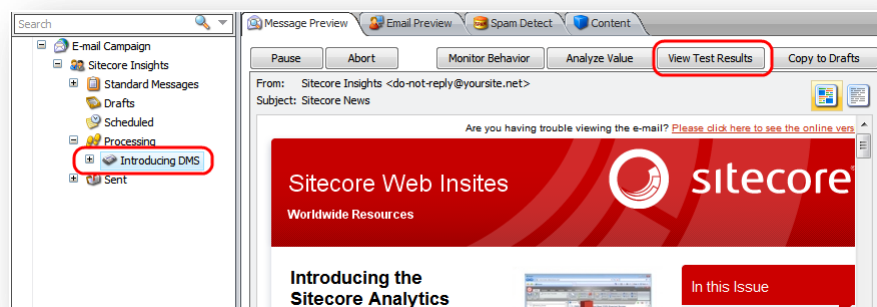 Search
E-mail Campaign
Sitecore Insights
Standard Messages
Drafts
Scheduled
Processing
Introducing DMS
Sent
Message Preview Email Preview Spam Detect Content
Pause Abort Monitor Behavior Analyze Value View Test Results Copy to Drafts
From: Sitecore Insights <do-not-reply@yoursite.net>
Subject: Sitecore News
Are you having trouble viewing the e-mail? Please click here to see the online vers
Sitecore Web Insites
Worldwide Resources
sitecore
Introducing the
Sitecore Analytics
In this Issue